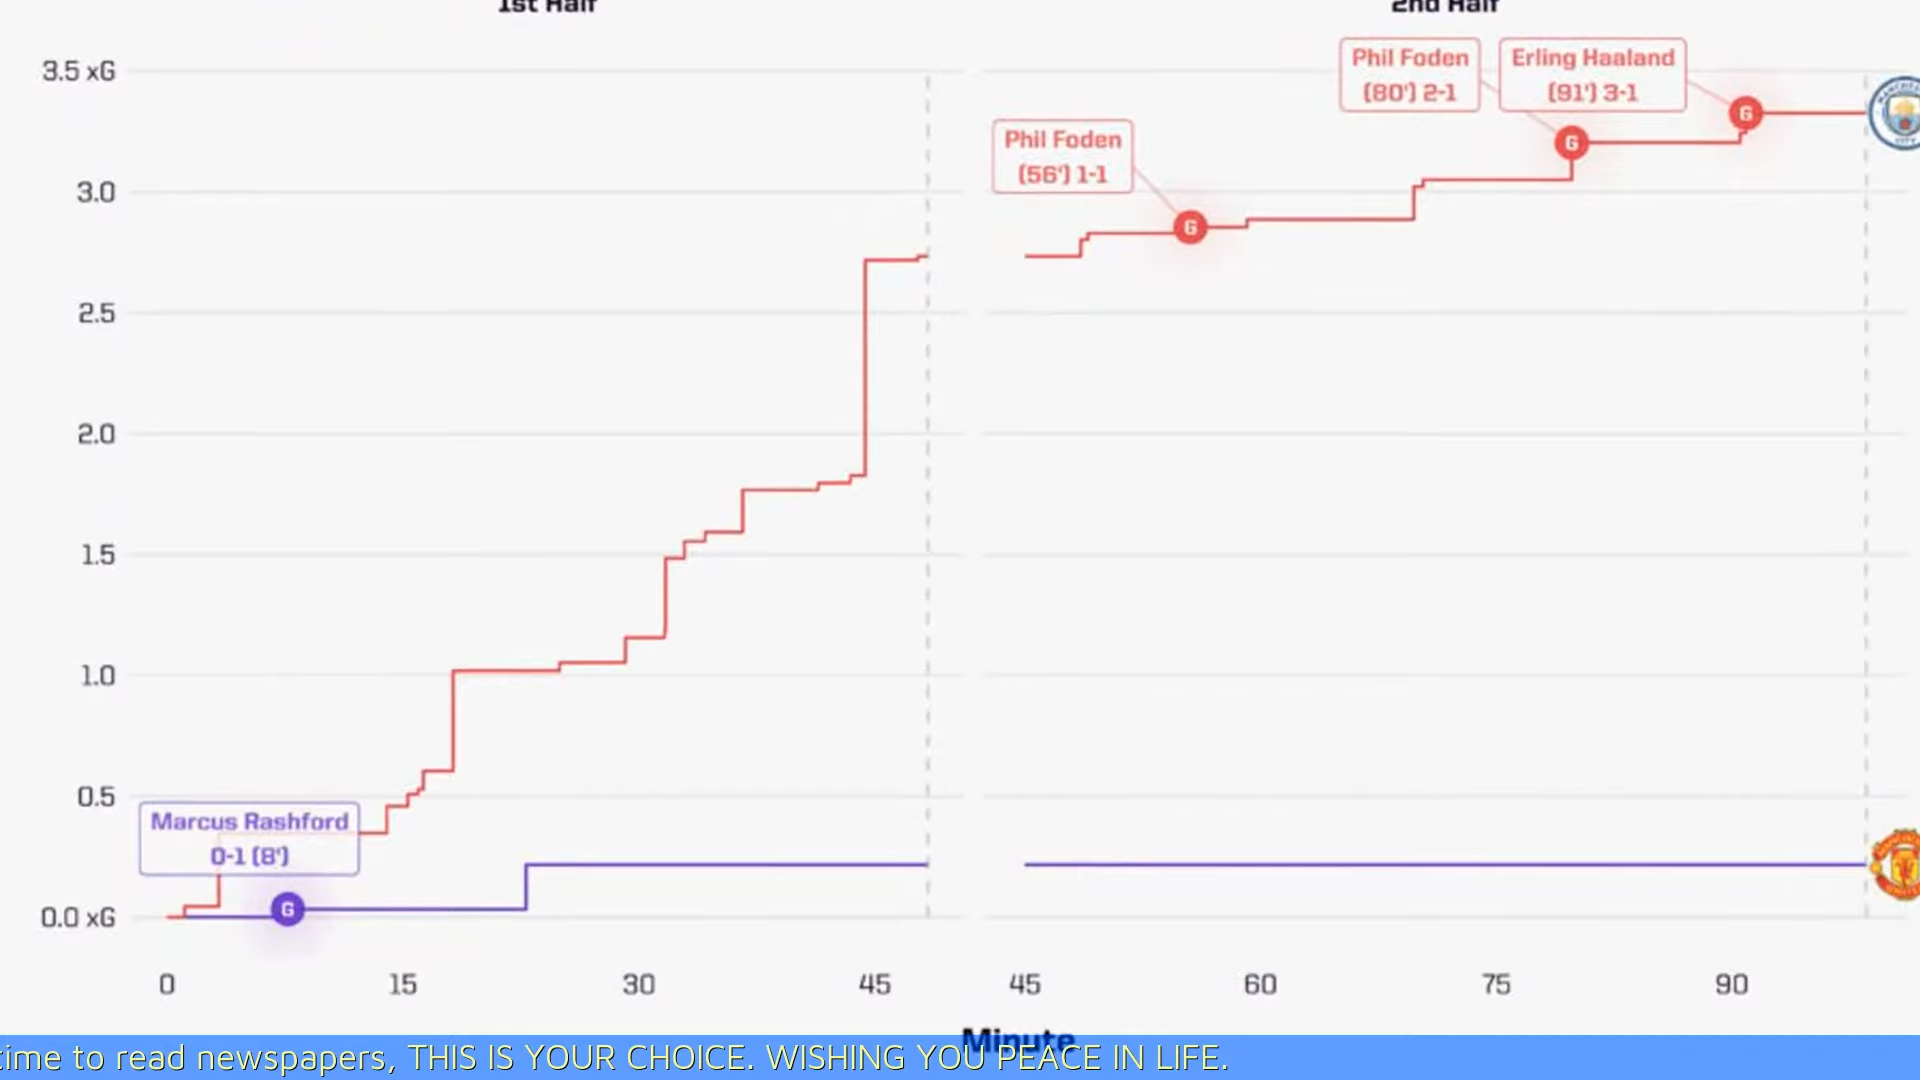 1st Half
2nd Half
3.5 xG
3.0
2.5
2.0
1.5
1.0
0.5
0.0 xG
Marcus Rashford
0-1 (8')
G
Phil Foden
(56') 1-1
G
Phil Foden
(80') 2-1
G
Erling Haaland
(91') 3-1
G
0
15
30
45
45
60
75
90
Minute
time to read newspapers, THIS IS YOUR CHOICE. WISHING YOU PEACE IN LIFE.